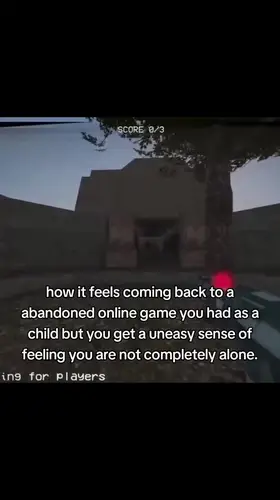 SCORE 0/3
how it feels coming back to a
abandoned online game you had as a
child but you get a uneasy sense of
feeling you are not completely alone.
ing for players